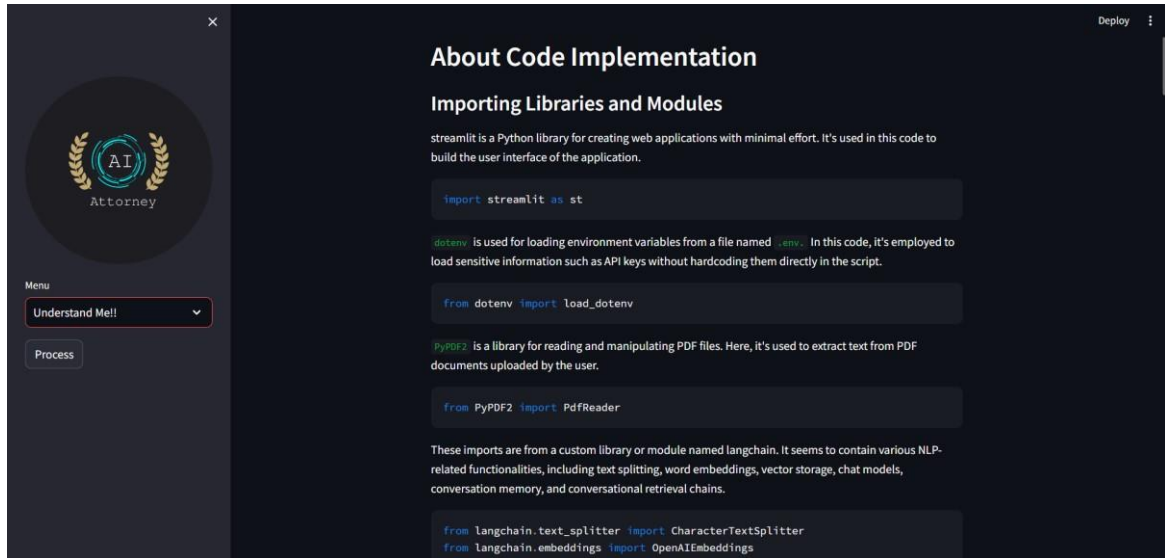 ×
Deploy ⋮
AI
Attorney
Menu
Understand Me!!
Process
About Code Implementation
Importing Libraries and Modules
streamlit is a Python library for creating web applications with minimal effort. It's used in this code to
build the user interface of the application.
import streamlit as st
dotenv is used for loading environment variables from a file named .env. In this code, it's employed to
load sensitive information such as API keys without hardcoding them directly in the script.
from dotenv import load_dotenv
PyPDF2 is a library for reading and manipulating PDF files. Here, it's used to extract text from PDF
documents uploaded by the user.
from PyPDF2 import PdfReader
These imports are from a custom library or module named langchain. It seems to contain various NLP-
related functionalities, including text splitting, word embeddings, vector storage, chat models,
conversation memory, and conversational retrieval chains.
from langchain.text_splitter import CharacterTextSplitter
from langchain.embeddings import OpenAIEmbeddings